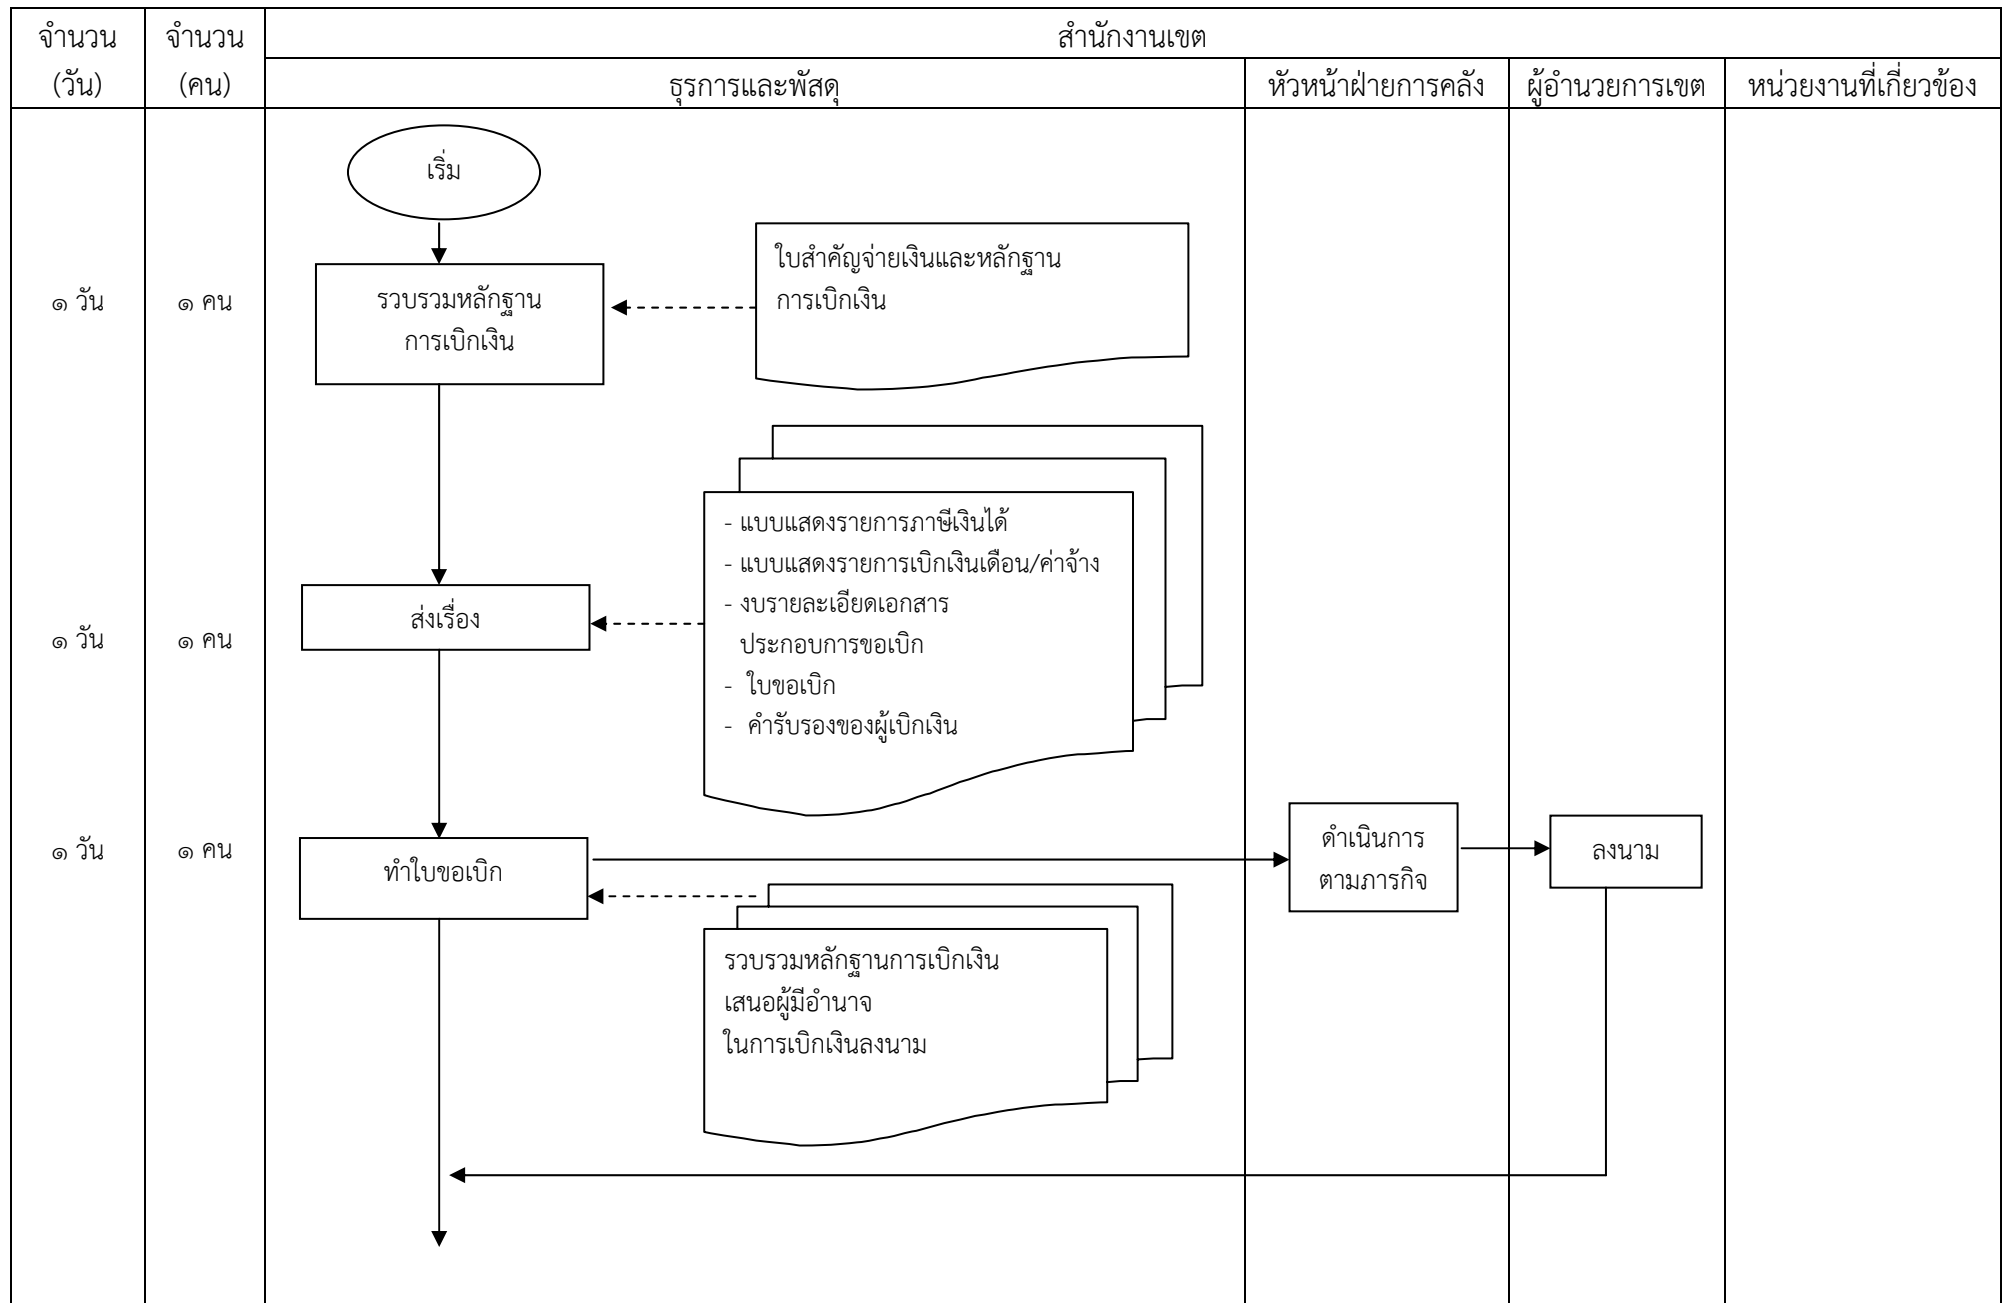 จำนวน
(วัน)
จำนวน
(คน)
สำนักงานเขต
ธุรการและพัสดุ
หัวหน้าฝ่ายการคลัง
ผู้อำนวยการเขต
หน่วยงานที่เกี่ยวข้อง
เริ่ม
๑ วัน
๑ คน
รวบรวมหลักฐาน
การเบิกเงิน
ใบสำคัญจ่ายเงินและหลักฐาน
การเบิกเงิน
๑ วัน
๑ คน
ส่งเรื่อง
- แบบแสดงรายการภาษีเงินได้
- แบบแสดงรายการเบิกเงินเดือน/ค่าจ้าง
- งบรายละเอียดเอกสาร
ประกอบการขอเบิก
- ใบขอเบิก
- คำรับรองของผู้เบิกเงิน
๑ วัน
๑ คน
ทำใบขอเบิก
ดำเนินการ
ตามภารกิจ
ลงนาม
รวบรวมหลักฐานการเบิกเงิน
เสนอผู้มีอำนาจ
ในการเบิกเงินลงนาม